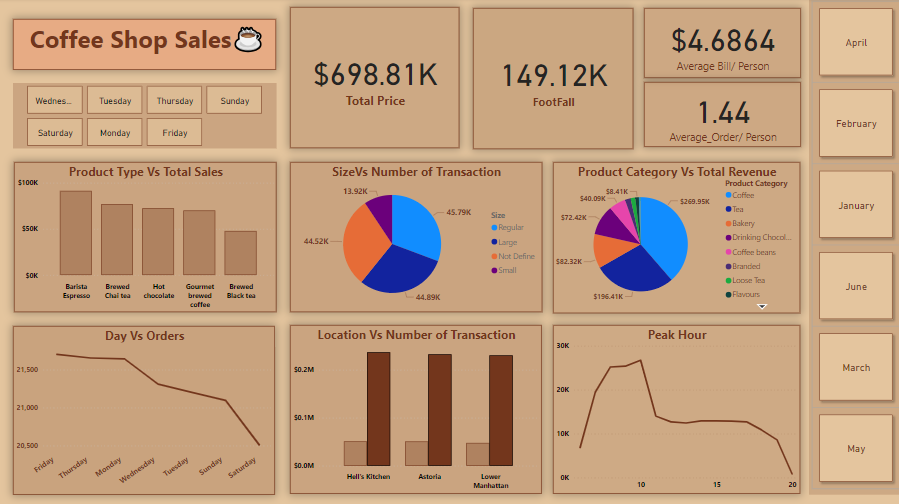 Coffee Shop Sales
Wednes...
Tuesday
Thursday
Sunday
Saturday
Monday
Friday
$698.81K
Total Price
149.12K
FootFall
$4.6864
Average Bill/ Person
1.44
Average_Order/ Person
April
February
January
June
March
May
Product Type Vs Total Sales
$100K
$50K
$0K
Barista
Espresso
Brewed
Chai tea
Hot
chocolate
Gourmet
brewed
coffee
Brewed
Black tea
SizeVs Number of Transaction
13.92K
45.79K
44.52K
44.89K
Size
Regular
Large
Not Define
Small
Product Category Vs Total Revenue
$8.41K
$40.09K
$72.42K
$82.32K
$196.41K
$269.95K
Product Category
Coffee
Tea
Bakery
Drinking Chocol...
Coffee beans
Branded
Loose Tea
Flavours
Day Vs Orders
21,500
21,000
20,500
Friday
Thursday
Monday
Wednesday
Tuesday
Sunday
Saturday
Location Vs Number of Transaction
$0.2M
$0.1M
$0.0M
Hell's Kitchen
Astoria
Lower
Manhattan
Peak Hour
30K
20K
10K
0K
10
15
20